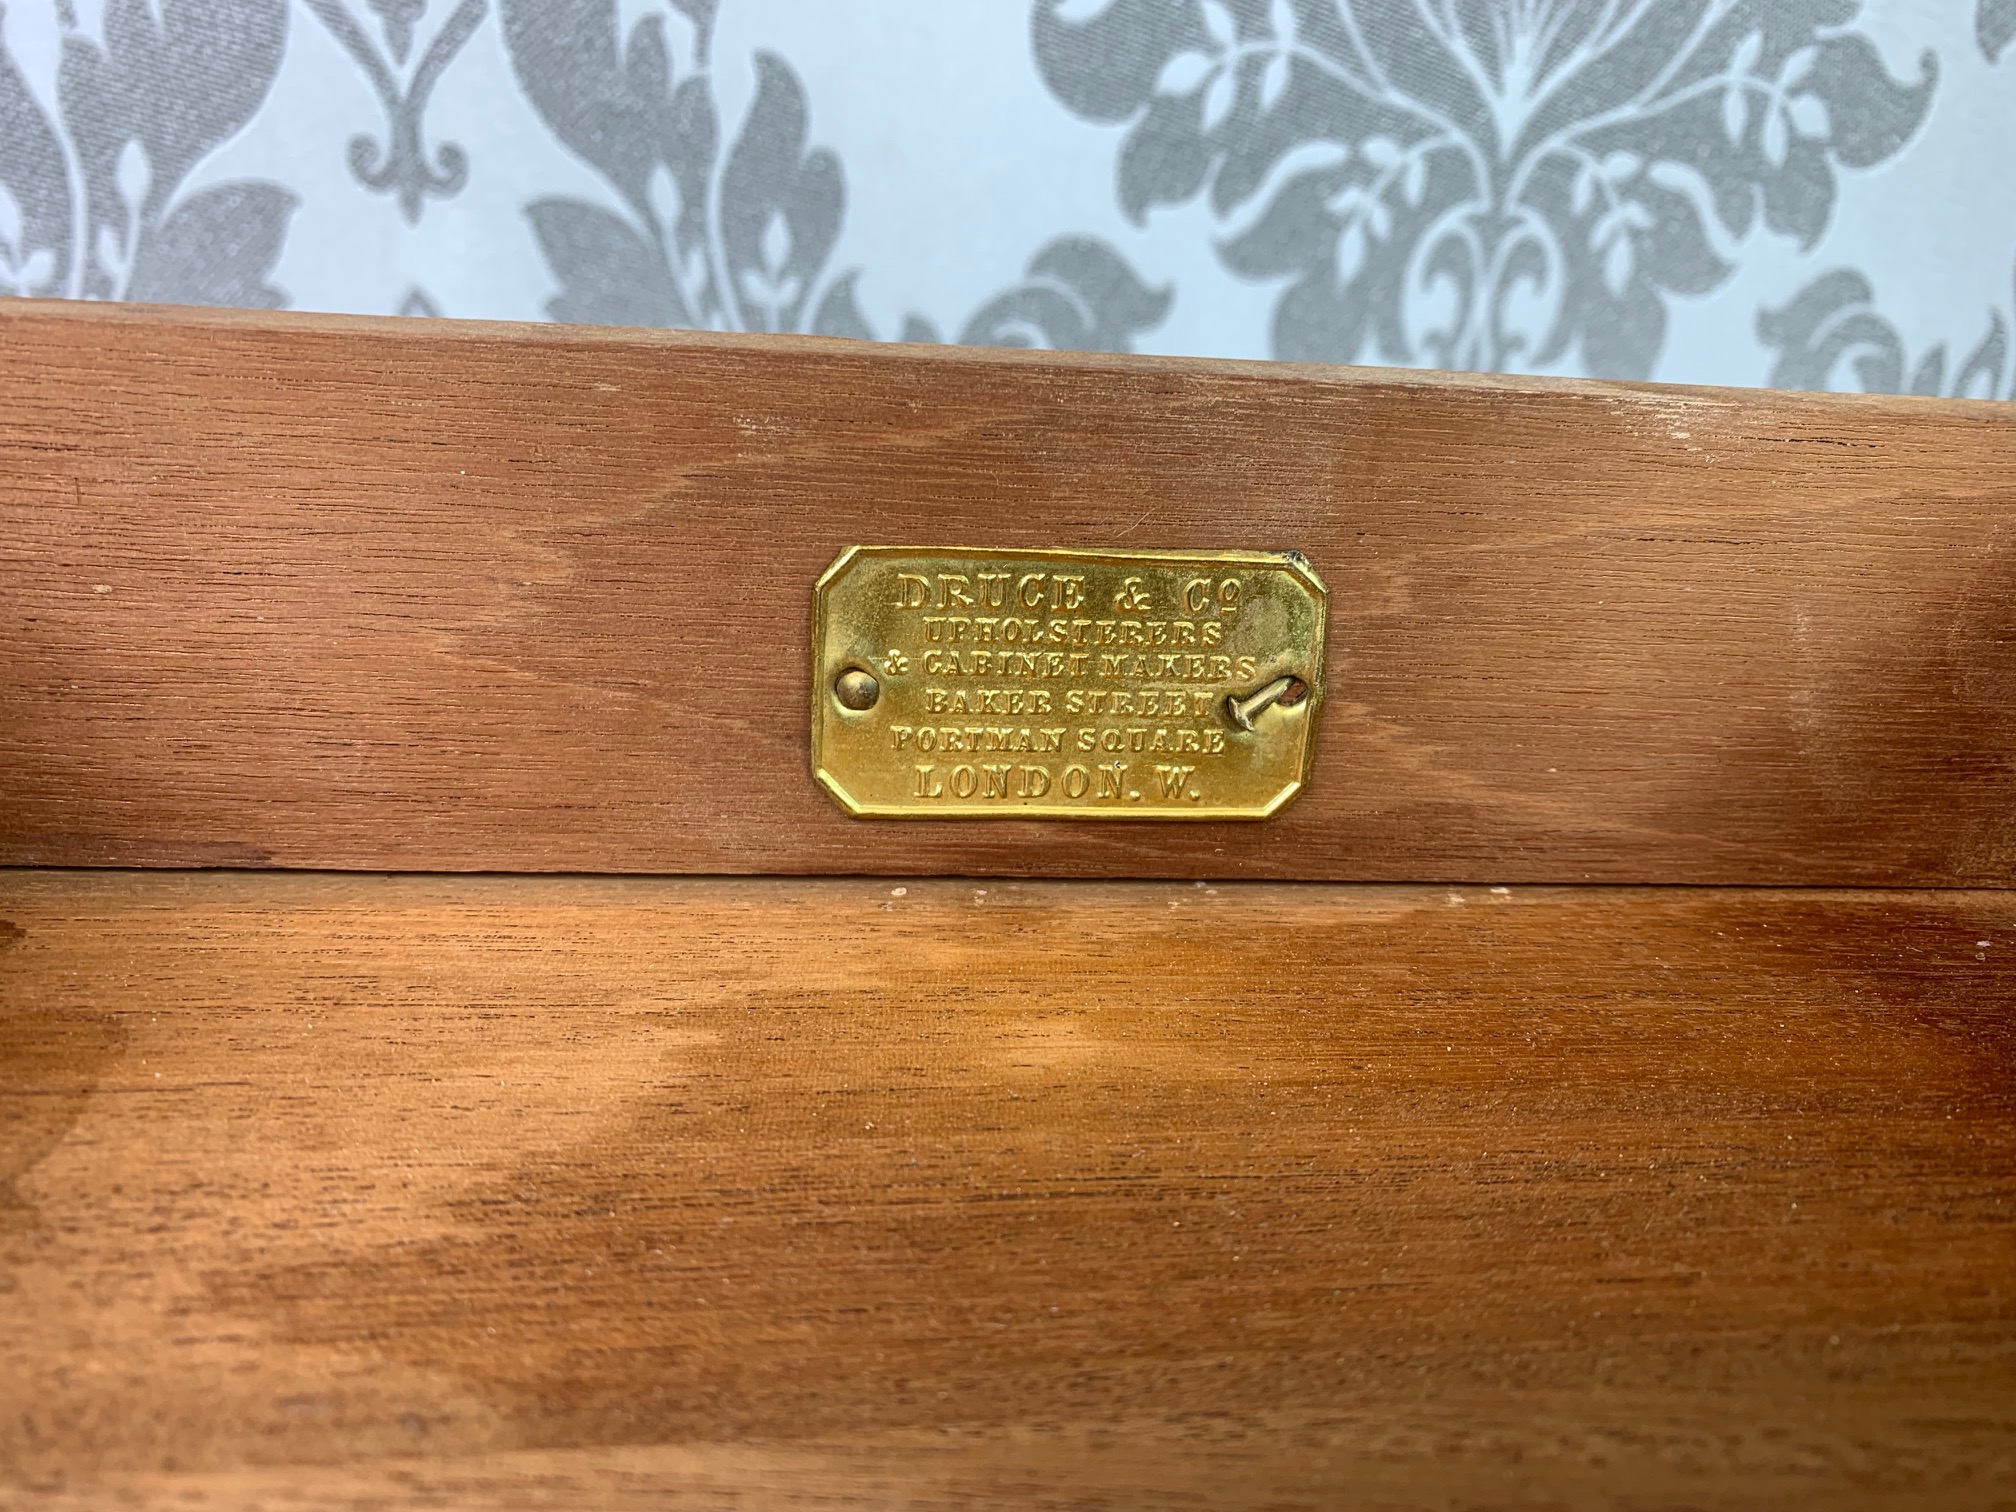 DRUCE & Cº
UPHOLSTERERS
& CABINET MAKERS
BAKER STREET
PORTMAN SQUARE
LONDON. W.